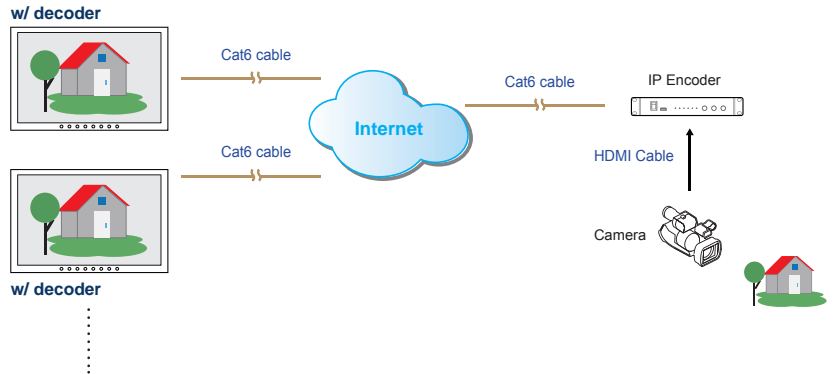 w/ decoder
Cat6 cable
Cat6 cable
IP Encoder
Internet
Cat6 cable
HDMI Cable
Camera
w/ decoder